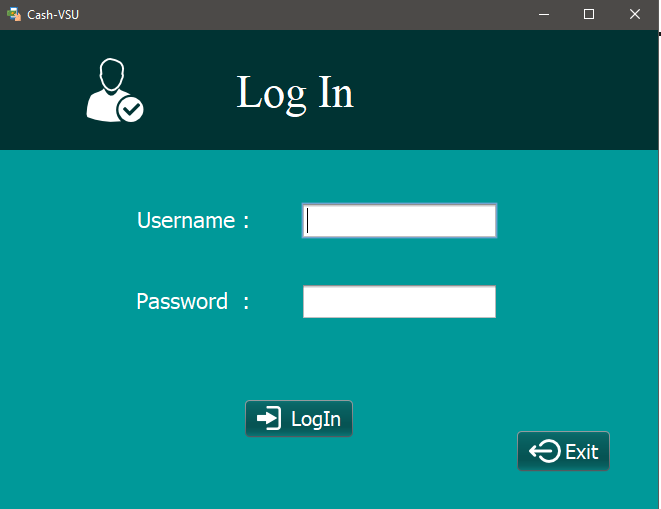 Cash-VSU
Log In
Username :
Password :
LogIn
Exit